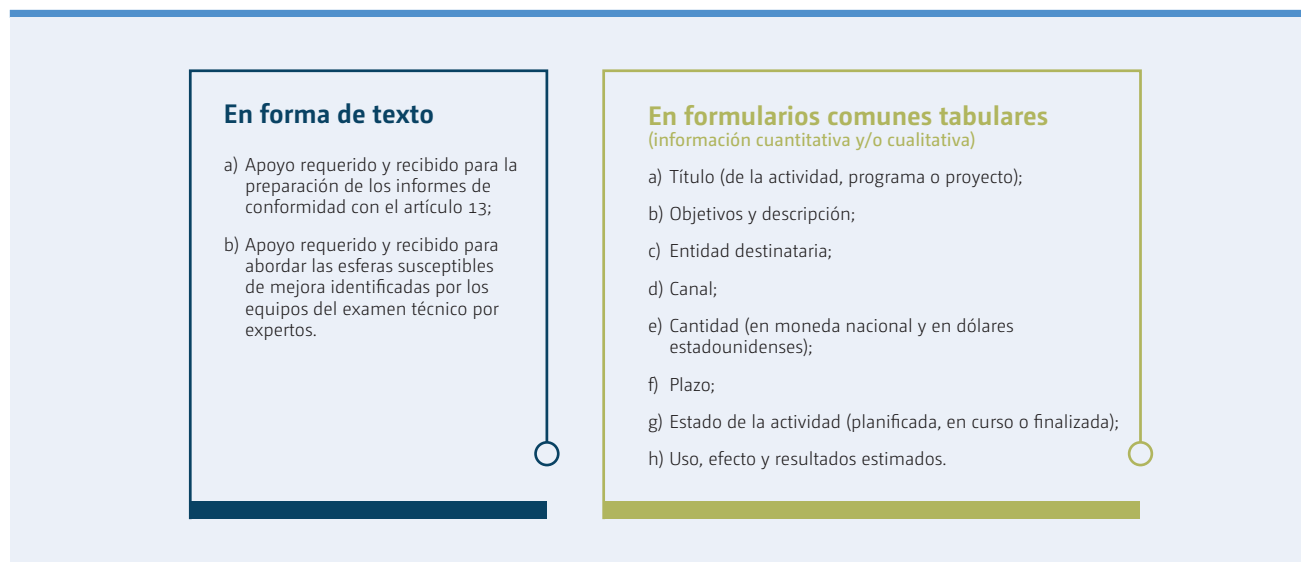 En forma de texto
a) Apoyo requerido y recibido para la
preparación de los informes de
conformidad con el artículo 13;
b) Apoyo requerido y recibido para
abordar las esferas susceptibles
de mejora identificadas por los
equipos del examen técnico por
expertos.
En formularios comunes tabulares
(información cuantitativa y/o cualitativa)
a) Título (de la actividad, programa o proyecto);
b) Objetivos y descripción;
c) Entidad destinataria;
d) Canal;
e) Cantidad (en moneda nacional y en dólares
estadounidenses);
f) Plazo;
g) Estado de la actividad (planificada, en curso o finalizada);
h) Uso, efecto y resultados estimados.